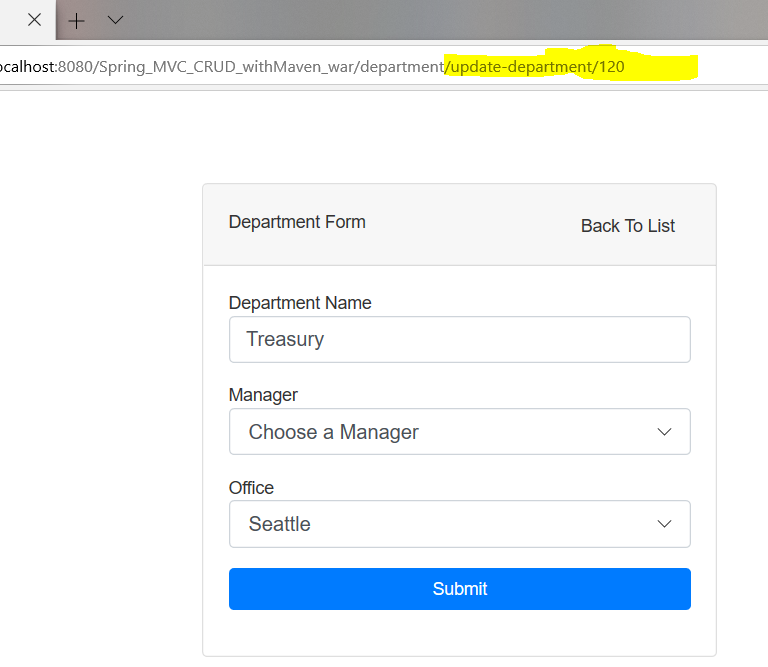 ocalhost:8080/Spring_MVC_CRUD_withMaven_war/department/update-department/120
Department Form
Back To List
Department Name
Treasury
Manager
Choose a Manager
Office
Seattle
Submit